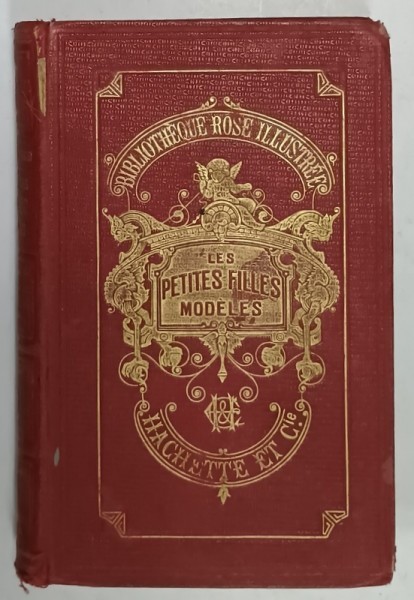 BIBLIOTHÈQUE ROSE ILLUSTRÉE
LES
PETITES FILLES
MODÈLES
HACHETTE ET Cie